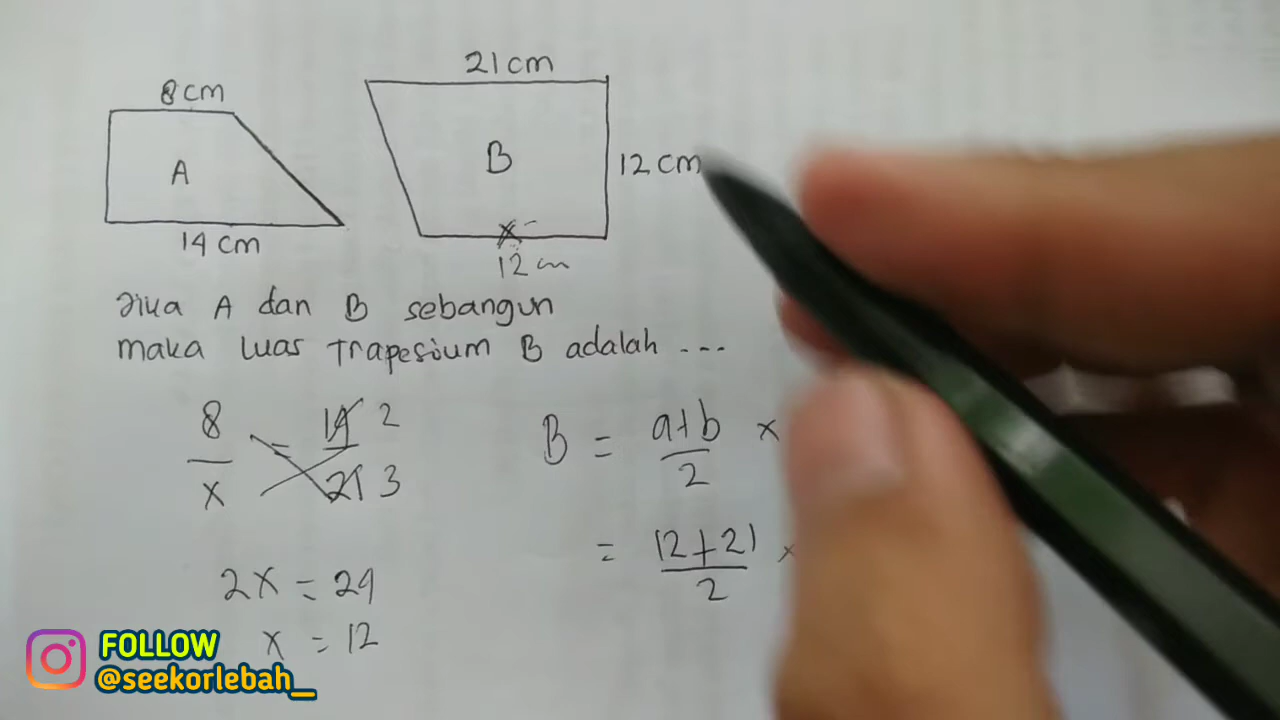 21 cm
8 cm
A
B
12 cm
14 cm
x
12 cm
Jika A dan B sebangun
maka luas Trapesium B adalah ...
8 = 14 2
x 21 3
2x = 24
x = 12
B = a+b x
2
= 12+21 x
2
FOLLOW
@seekorlebah_